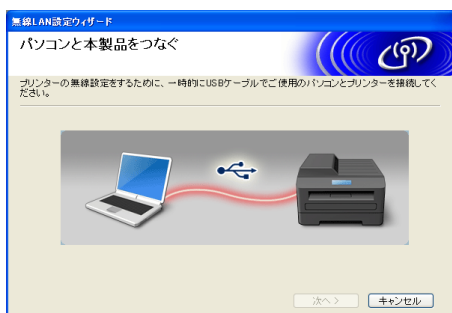 無線LAN設定ウィザード
パソコンと本製品をつなぐ
プリンターの無線設定をするために、一時的にUSBケーブルでご使用のパソコンとプリンターを接続してく
ださい。
次へ >
キャンセル